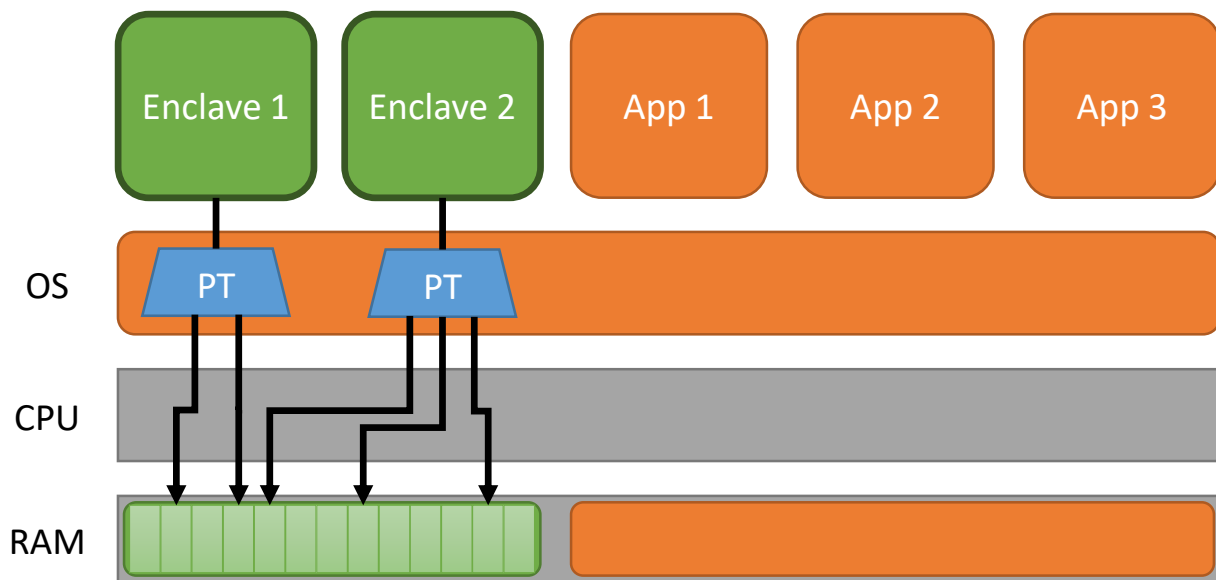 Enclave 1
Enclave 2
App 1
App 2
App 3
OS
PT
PT
CPU
RAM